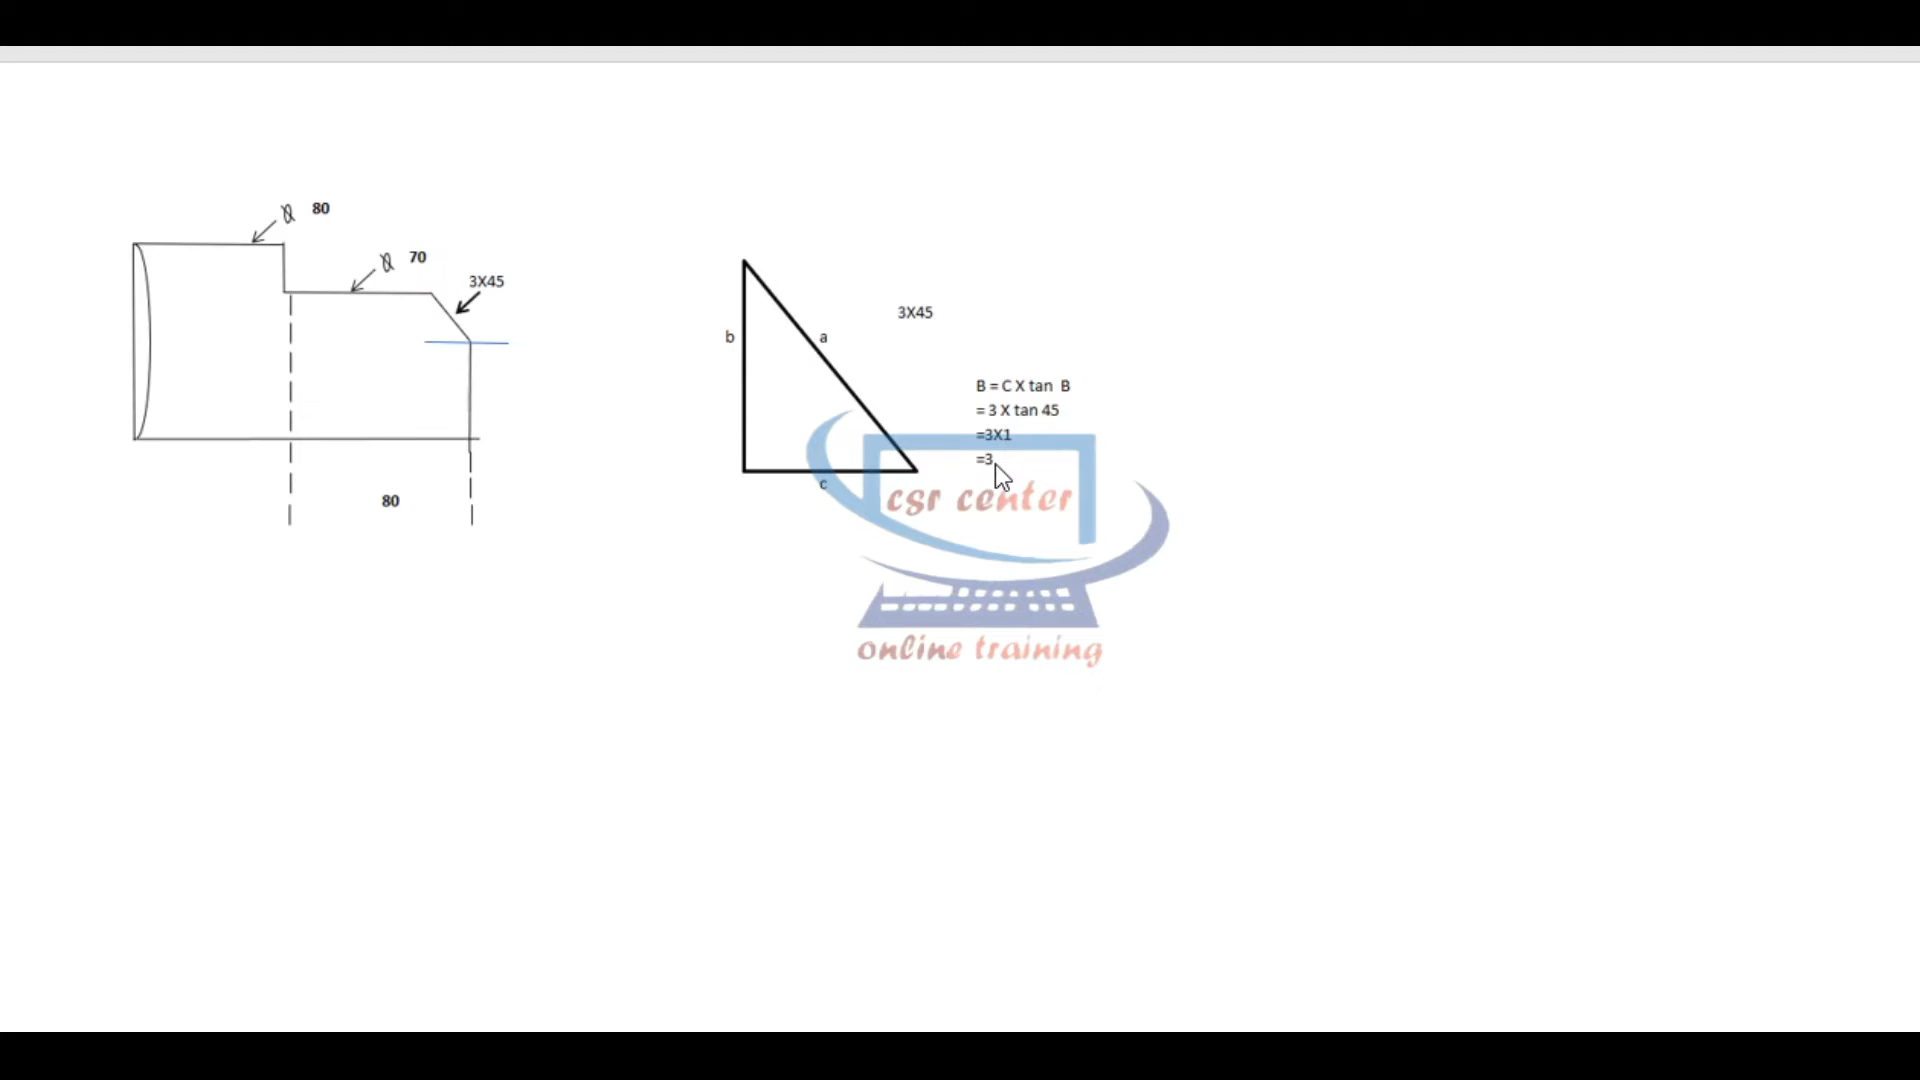 80
70
3X45
80
b
a
c
3X45
B = C X tan B
= 3 X tan 45
=3X1
=3
csr center
online training